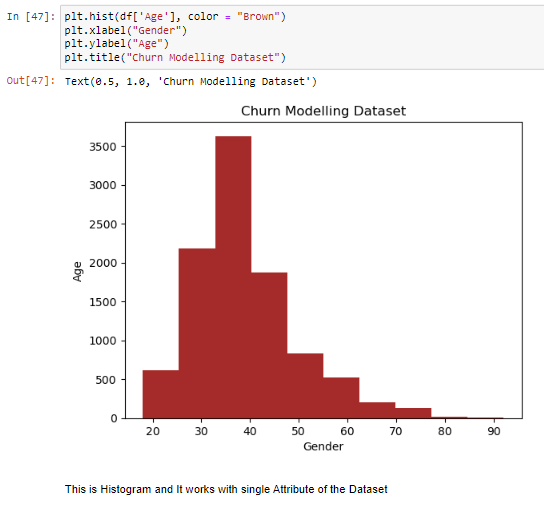 In [47]: plt.hist(df['Age'], color = "Brown")
plt.xlabel("Gender")
plt.ylabel("Age")
plt.title("Churn Modelling Dataset")
Out[47]: Text(0.5, 1.0, 'Churn Modelling Dataset')
Churn Modelling Dataset
3500
3000
2500
2000
1500
1000
500
0
Age
20 30 40 50 60 70 80 90
Gender
This is Histogram and It works with single Attribute of the Dataset